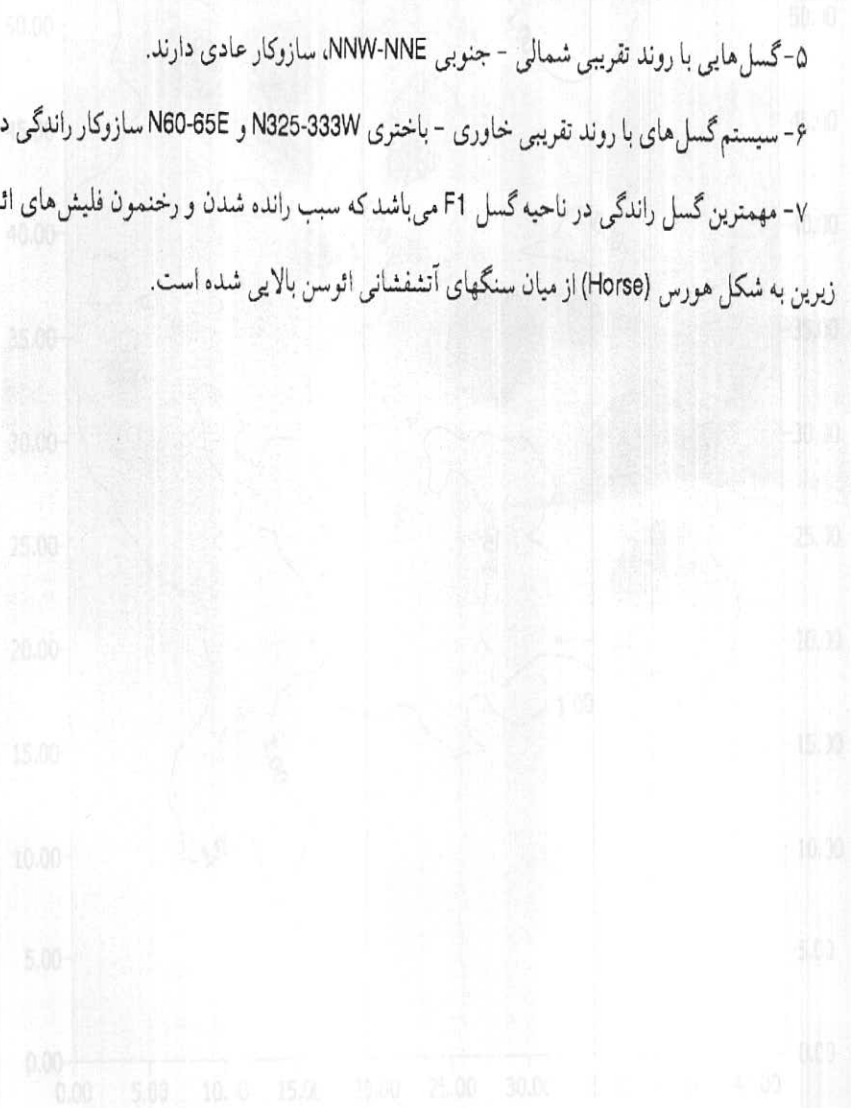 ۵- گسل‌هایی با روند تقریبی شمالی - جنوبی NNW-NNE، سازوکار عادی دارند.
۶- سیستم گسل‌های با روند تقریبی خاوری - باختری N325-333W و N60-65E سازوکار راندگی
۷- مهمترین گسل راندگی در ناحیه گسل F1 می‌باشد که سبب رانده شدن و رخنمون فلیش‌های
زیرین به شکل هورس (Horse) از میان سنگهای آتشفشانی ائوسن بالایی شده است.
50.00
40.00
35.00
30.00
25.00
20.00
15.00
10.00
5.00
0.00
0.00 5.00 25.00